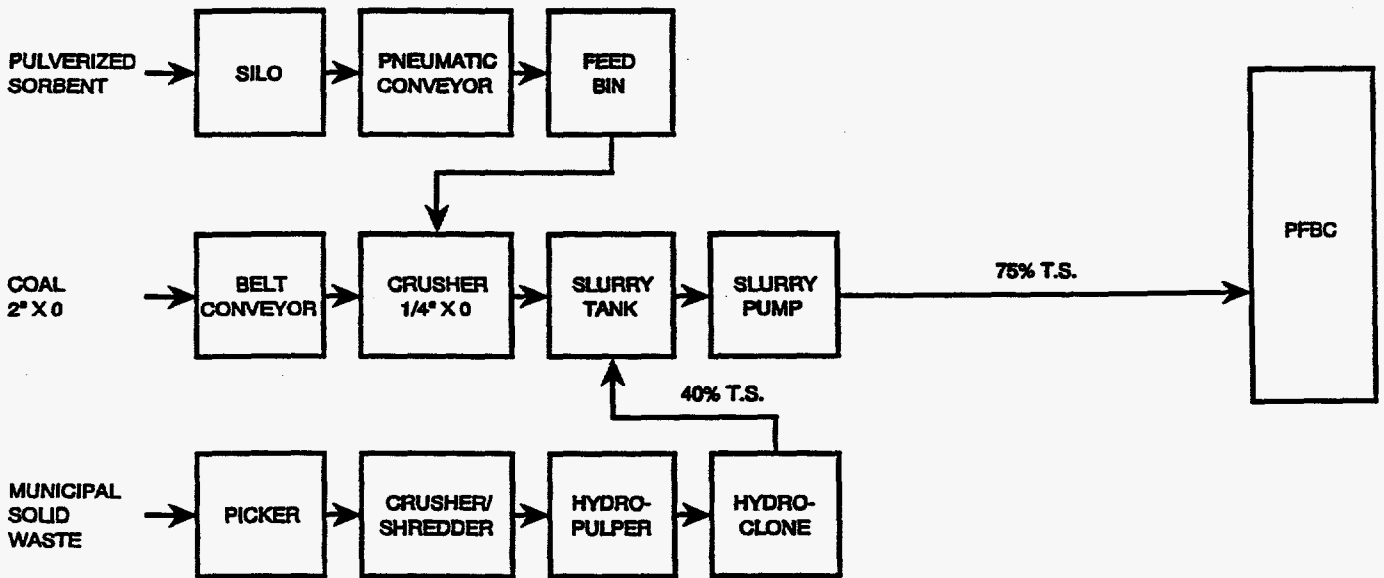 PULVERIZED
SORBENT
SILO
PNEUMATIC
CONVEYOR
FEED
BIN
COAL
2" X 0
BELT
CONVEYOR
CRUSHER
1/4" X 0
SLURRY
TANK
SLURRY
PUMP
75% T.S.
PFBC
40% T.S.
MUNICIPAL
SOLID
WASTE
PICKER
CRUSHER/
SHREDDER
HYDRO-
PULPER
HYDRO-
CLONE